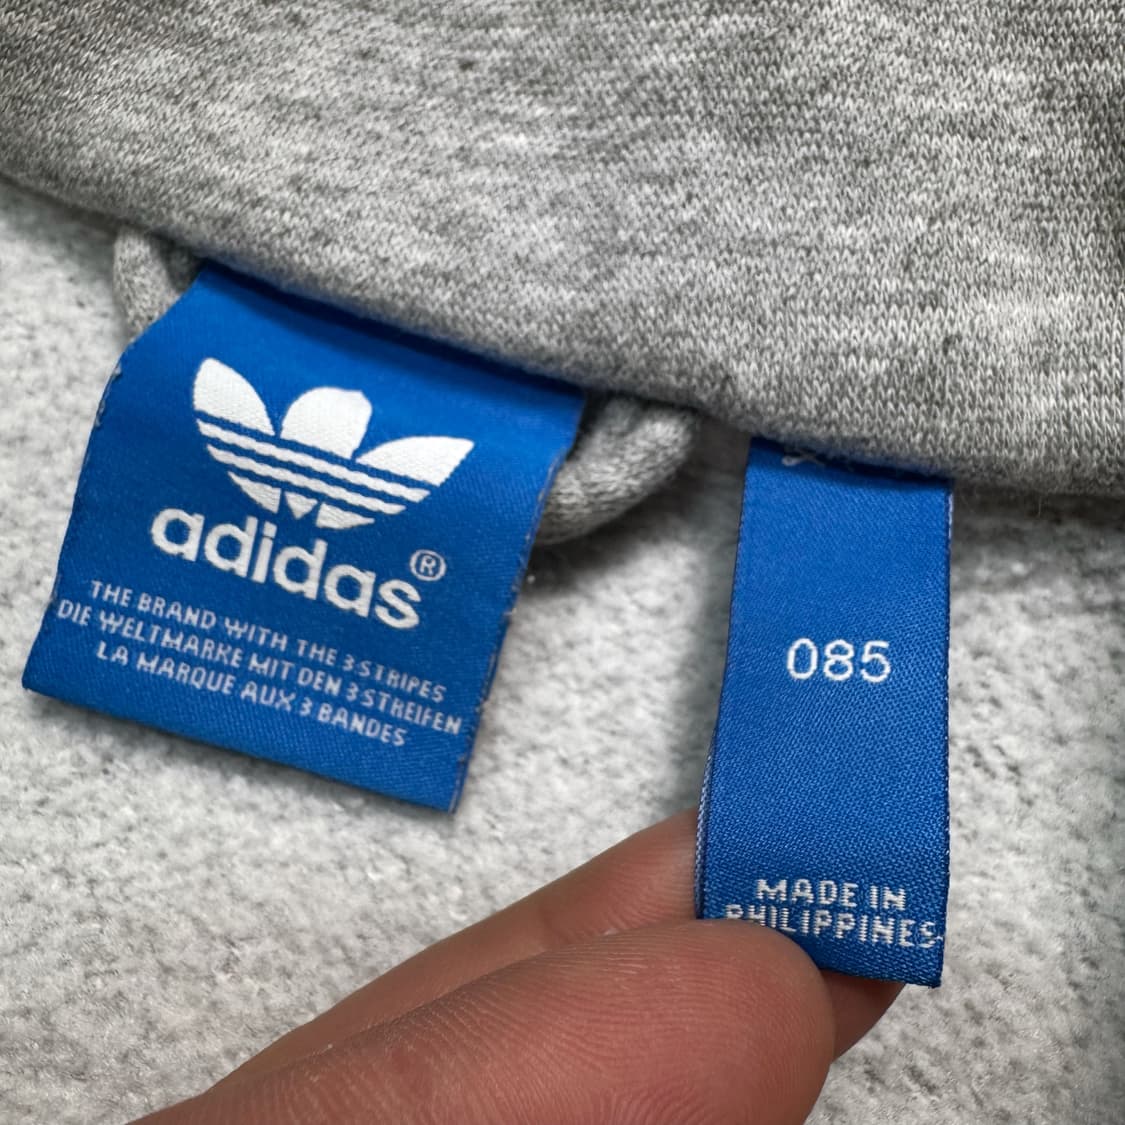 adidas®
THE BRAND WITH THE 3 STRIPES
DIE WELTMARKE MIT DEN 3 STREIFEN
LA MARQUE AUX 3 BANDES
085
MADE IN
PHILIPPINES